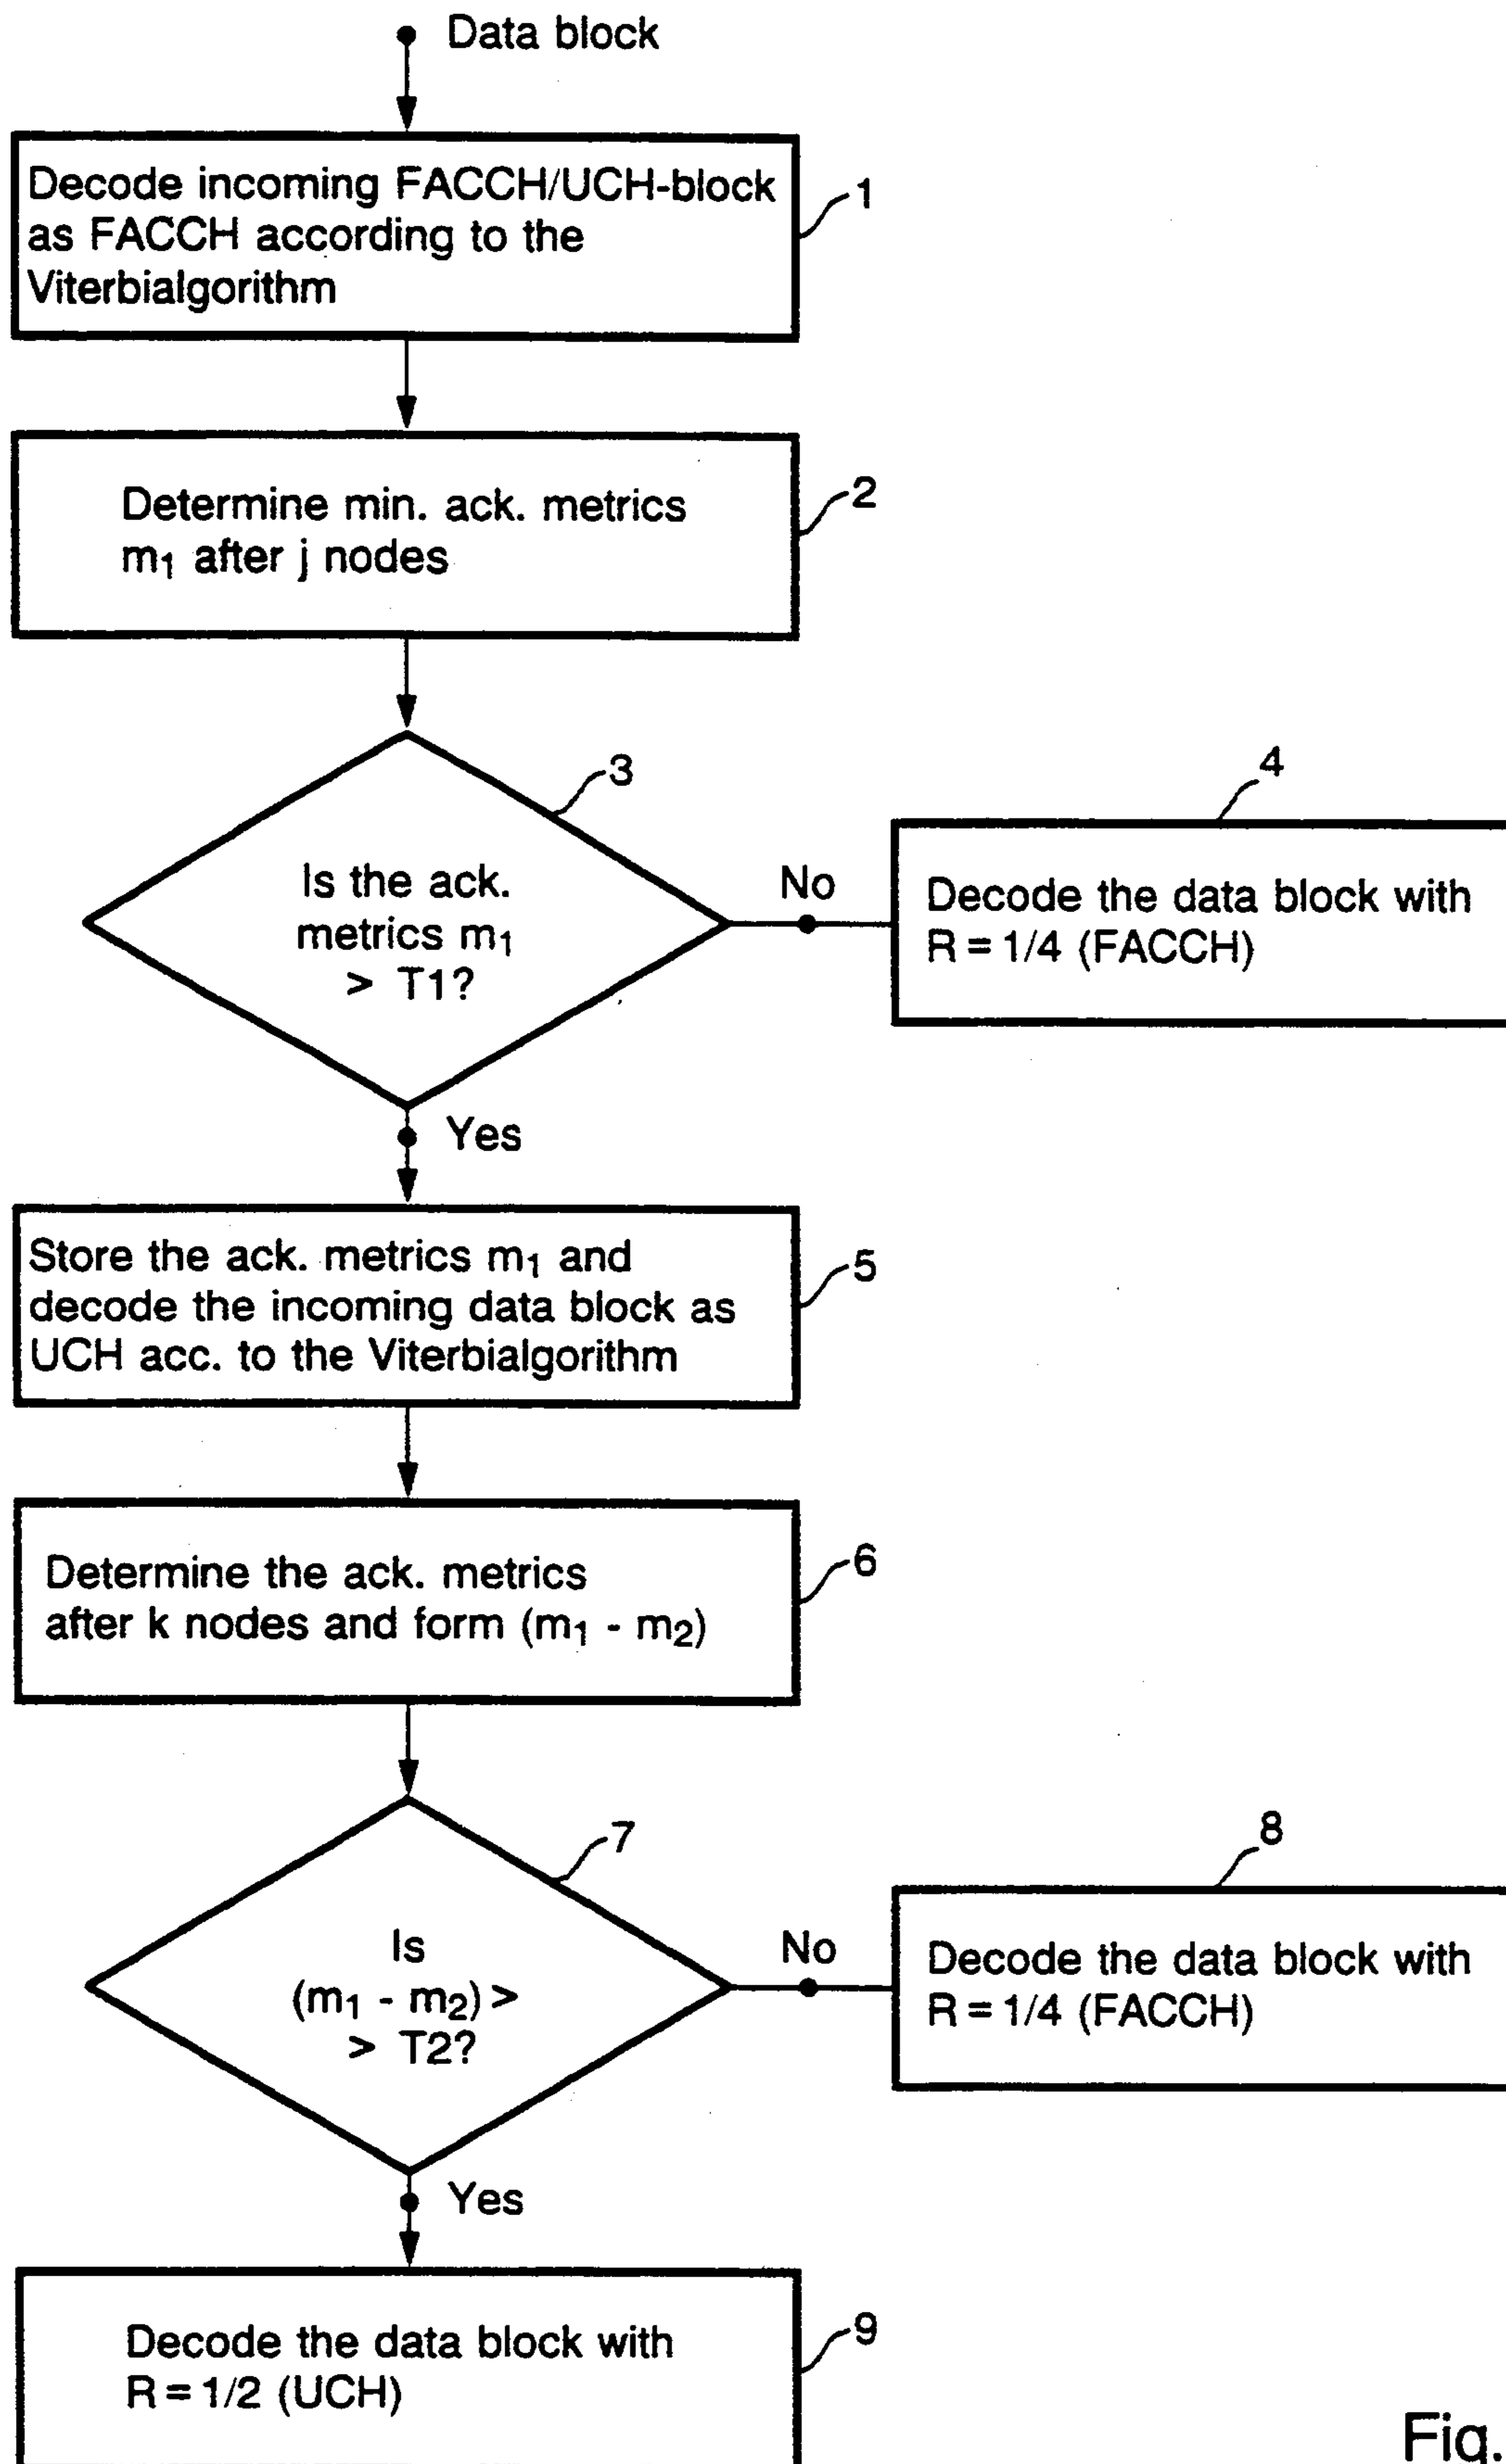 Data block
Decode incoming FACCH/UCH-block
as FACCH according to the
Viterbialgorithm
1
Determine min. ack. metrics
m₁ after j nodes
2
3
Is the ack.
metrics m₁
> T1?
No
4
Decode the data block with
R = 1/4 (FACCH)
Yes
Store the ack. metrics m₁ and
decode the incoming data block as
UCH acc. to the Viterbialgorithm
5
Determine the ack. metrics
after k nodes and form (m₁ - m₂)
6
7
Is
(m₁ - m₂) >
> T2?
No
8
Decode the data block with
R = 1/4 (FACCH)
Yes
Decode the data block with
R = 1/2 (UCH)
9
Fig.